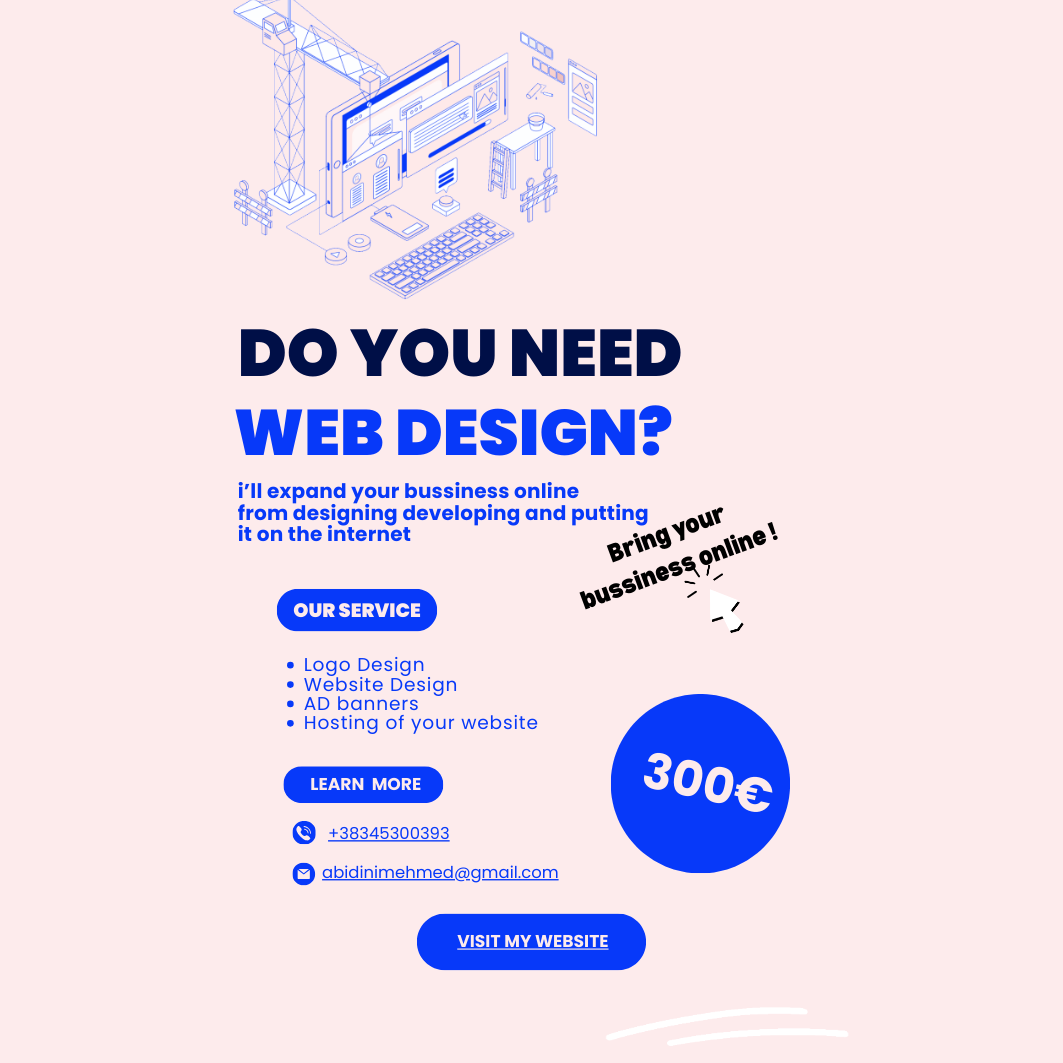 DO YOU NEED
WEB DESIGN?
i’ll expand your bussiness online
from designing developing and putting
it on the internet
Bring your
bussiness online !
OUR SERVICE
• Logo Design
• Website Design
• AD banners
• Hosting of your website
300€
LEARN MORE
+38345300393
abidinimehmed@gmail.com
VISIT MY WEBSITE